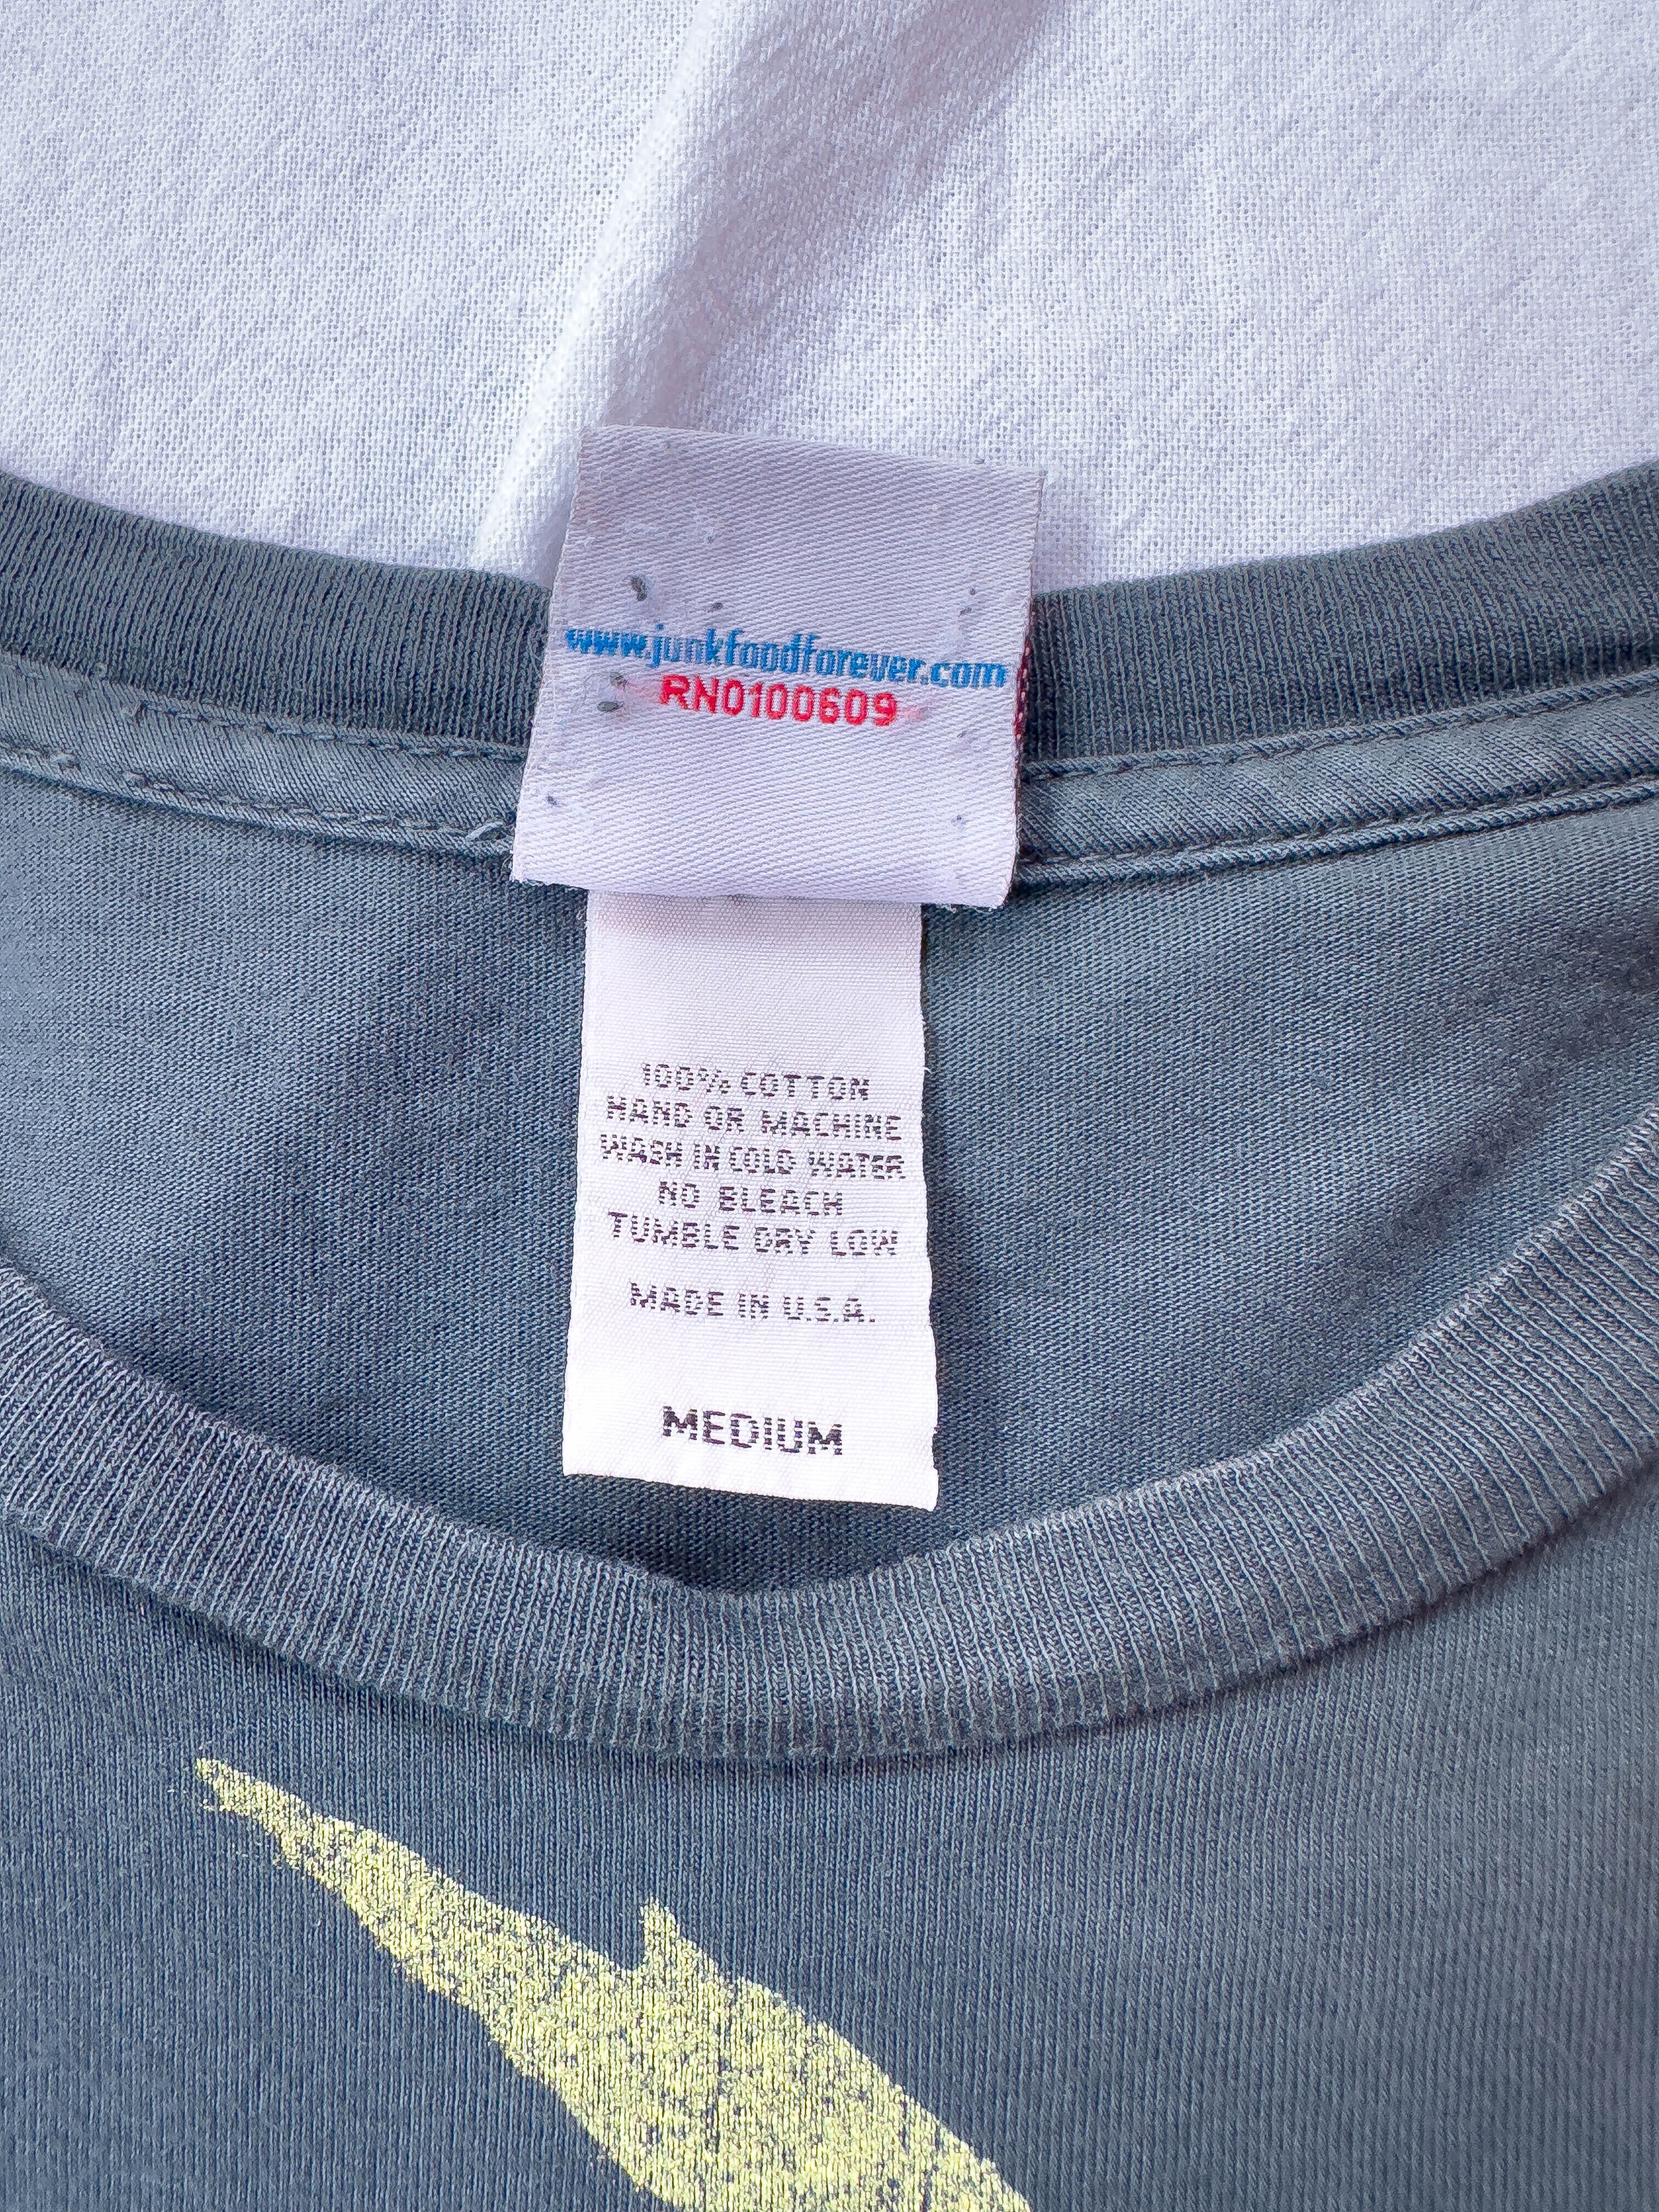 www.junkfoodforever.com
RN0100609
100% COTTON
HAND OR MACHINE
WASH IN COLD WATER
NO BLEACH
TUMBLE DRY LOW
MADE IN U.S.A.
MEDIUM